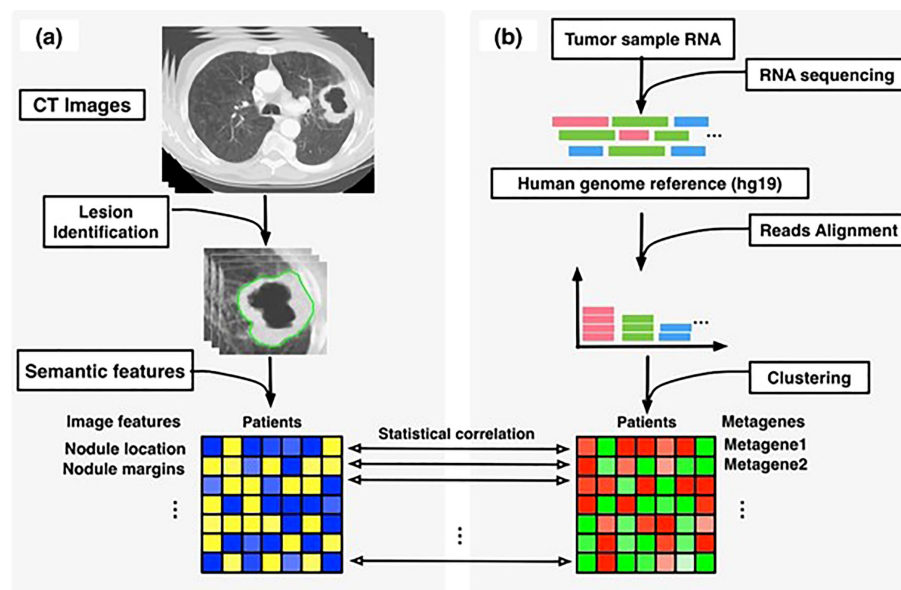 (a)
CT Images
Lesion
Identification
Semantic features
Image features
Patients
Nodule location
Nodule margins
...
Statistical correlation
...
(b)
Tumor sample RNA
RNA sequencing
...
Human genome reference (hg19)
Reads Alignment
...
Clustering
Patients
Metagenes
Metagene1
Metagene2
...